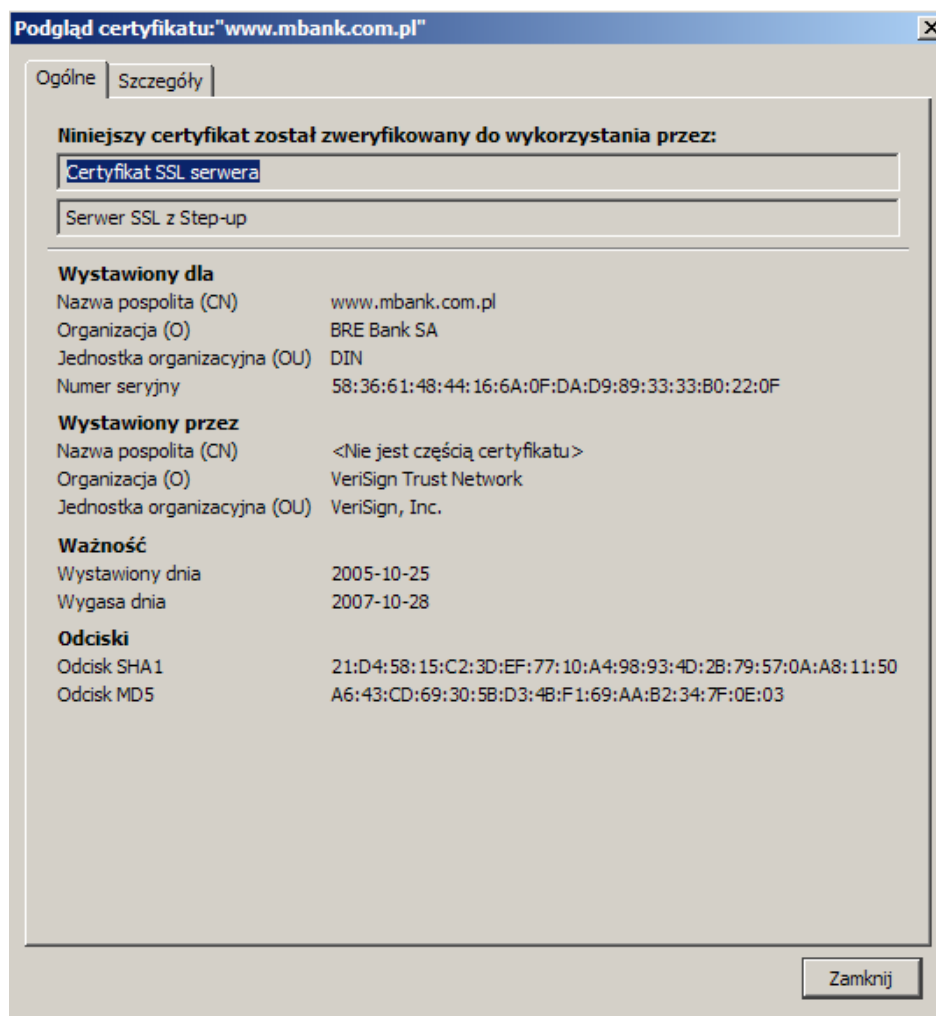 Podgląd certyfikatu:"www.mbank.com.pl"
Ogólne Szczegóły
Niniejszy certyfikat został zweryfikowany do wykorzystania przez:
Certyfikat SSL serwera
Serwer SSL z Step-up
Wystawiony dla
Nazwa pospolita (CN) www.mbank.com.pl
Organizacja (O) BRE Bank SA
Jednostka organizacyjna (OU) DIN
Numer seryjny 58:36:61:48:44:16:6A:0F:DA:D9:89:33:33:B0:22:0F
Wystawiony przez
Nazwa pospolita (CN) <Nie jest częścią certyfikatu>
Organizacja (O) VeriSign Trust Network
Jednostka organizacyjna (OU) VeriSign, Inc.
Ważność
Wystawiony dnia 2005-10-25
Wygasa dnia 2007-10-28
Odciski
Odcisk SHA1 21:D4:58:15:C2:3D:EF:77:10:A4:98:93:4D:2B:79:57:0A:A8:11:50
Odcisk MD5 A6:43:CD:69:30:5B:D3:4B:F1:69:AA:B2:34:7F:0E:03
Zamknij